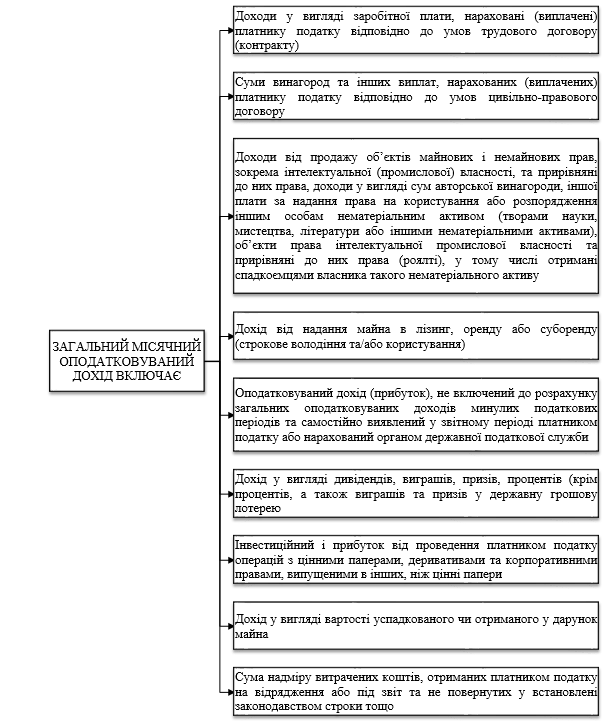 Доходи у вигляді заробітної плати, нараховані (виплачені)
платнику податку відповідно до умов трудового договору
(контракту)
Суми винагород та інших виплат, нарахованих (виплачених)
платнику податку відповідно до умов цивільно-правового
договору
Доходи від продажу об’єктів майнових і немайнових прав,
зокрема інтелектуальної (промислової) власності, та прирівняні
до них права, доходи у вигляді сум авторської винагороди, іншої
плати за надання права на користування або розпорядження
іншим особам нематеріальним активом (творами науки,
мистецтва, літератури або іншими нематеріальними активами),
об’єкти права інтелектуальної промислової власності та
прирівняні до них права (роялті), у тому числі отримані
спадкоємцями власника такого нематеріального активу
ЗАГАЛЬНИЙ МІСЯЧНИЙ
ОПОДАТКОВУВАНИЙ
ДОХІД ВКЛЮЧАЄ
Дохід від надання майна в лізинг, оренду або суборенду
(строкове володіння та/або користування)
Оподатковуваний дохід (прибуток), не включений до розрахунку
загальних оподатковуваних доходів минулих податкових
періодів та самостійно виявлений у звітному періоді платником
податку або нарахований органом державної податкової служби
Дохід у вигляді дивідендів, виграшів, призів, процентів (крім
процентів, а також виграшів та призів у державну грошову
лотерею
Інвестиційний і прибуток від проведення платником податку
операцій з цінними паперами, деривативами та корпоративними
правами, випущеними в інших, ніж цінні папери
Дохід у вигляді вартості успадкованого чи отриманого у дарунок
майна
Сума надміру витрачених коштів, отриманих платником податку
на відрядження або під звіт та не повернутих у встановлені
законодавством строки тощо